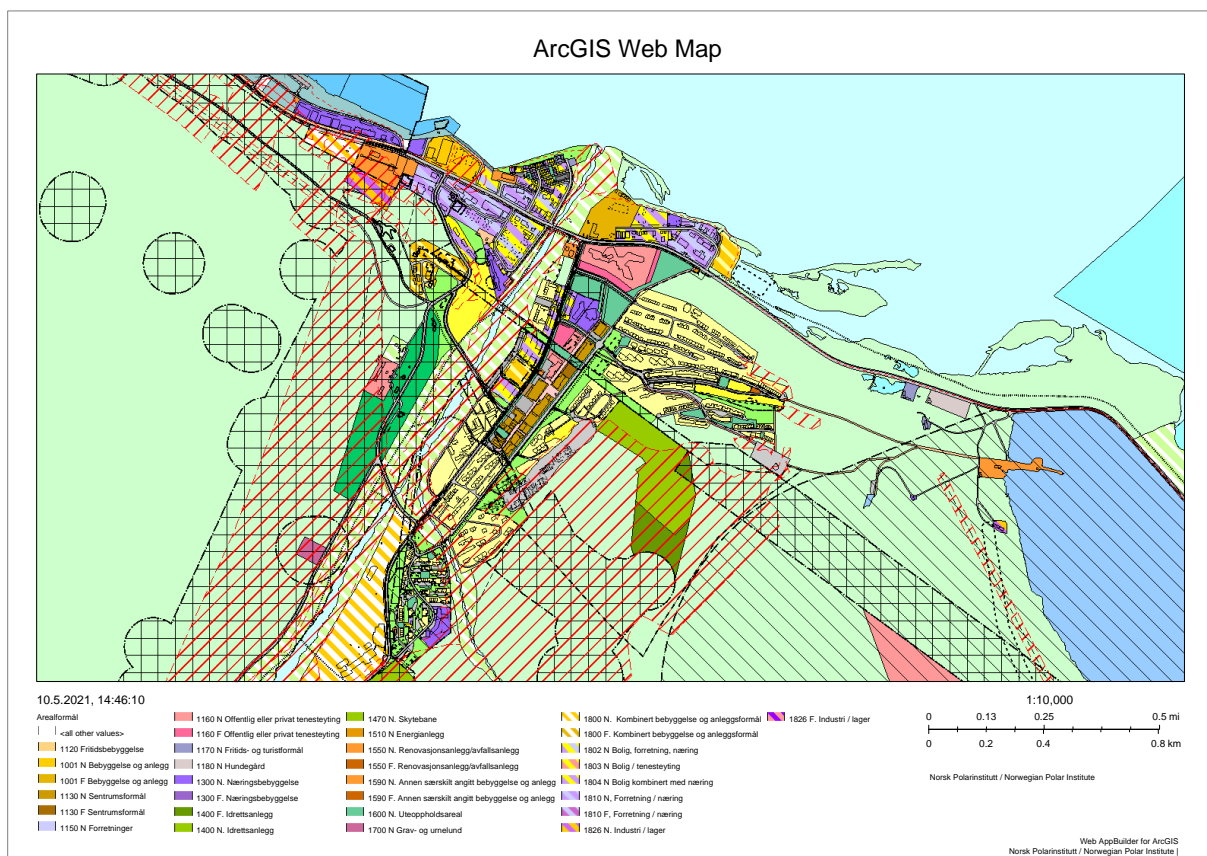 ArcGIS Web Map
10.5.2021, 14:46:10
1:10,000
Arealformål
<all other values>
1120 Fritidsbebyggelse
1001 N Bebyggelse og anlegg
1001 F Bebyggelse og anlegg
1130 N Sentrumsformål
1130 F Sentrumsformål
1150 N Forretninger
1160 N Offentlig eller privat tenesteyting
1160 F Offentlig eller privat tenesteyting
1170 N Fritids- og turistformål
1180 N Hundegård
1300 N. Næringsbebyggelse
1300 F. Næringsbebyggelse
1400 F. Idrettsanlegg
1400 N. Idrettsanlegg
1470 N. Skytebane
1510 N Energianlegg
1550 N. Renovasjonsanlegg/avfallsanlegg
1550 F. Renovasjonsanlegg/avfallsanlegg
1590 N. Annen særskilt angitt bebyggelse og anlegg
1590 F. Annen særskilt angitt bebyggelse og anlegg
1600 N. Uteoppholdsareal
1700 N Grav- og urnelund
1800 N. Kombinert bebyggelse og anleggsformål
1800 F. Kombinert bebyggelse og anleggsformål
1802 N Bolig, forretning, næring
1803 N Bolig / tenesteyting
1804 N Bolig kombinert med næring
1810 N, Forretning / næring
1810 F, Forretning / næring
1826 N. Industri / lager
1826 F. Industri / lager
0 0.13 0.25 0.5 mi
0 0.2 0.4 0.8 km
Norsk Polarinstitutt / Norwegian Polar Institute
Web AppBuilder for ArcGIS
Norsk Polarinstitutt / Norwegian Polar Institute |